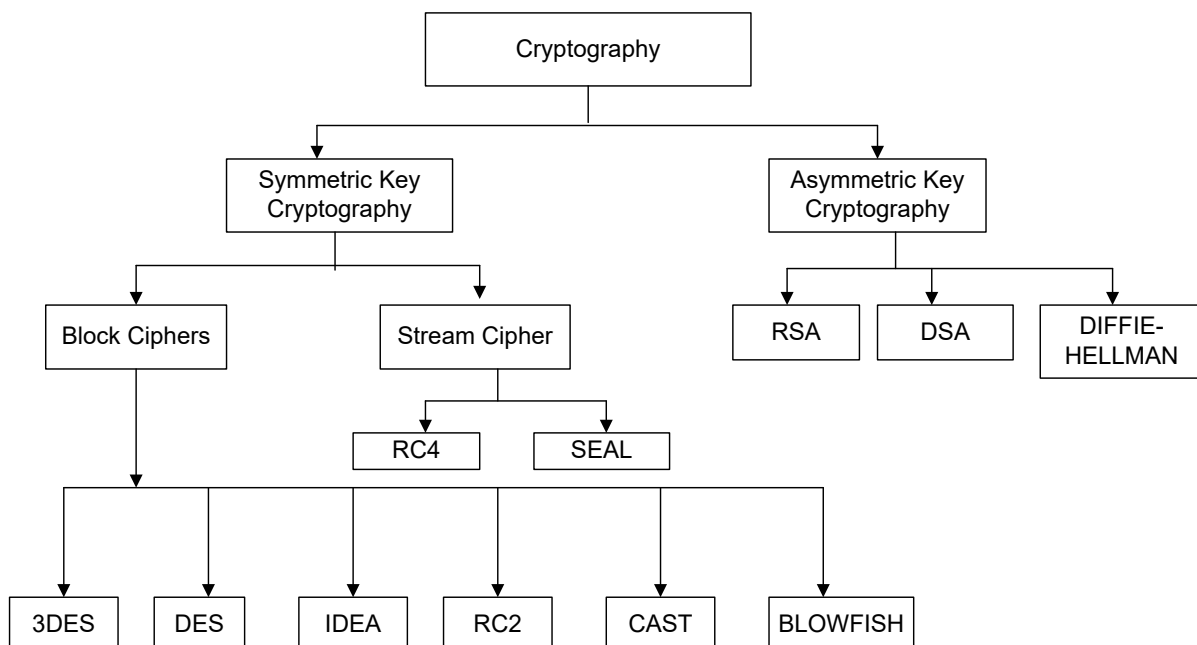 Cryptography
Symmetric Key
Cryptography
Asymmetric Key
Cryptography
Block Ciphers
Stream Cipher
RSA
DSA
DIFFIE-
HELLMAN
RC4
SEAL
3DES
DES
IDEA
RC2
CAST
BLOWFISH